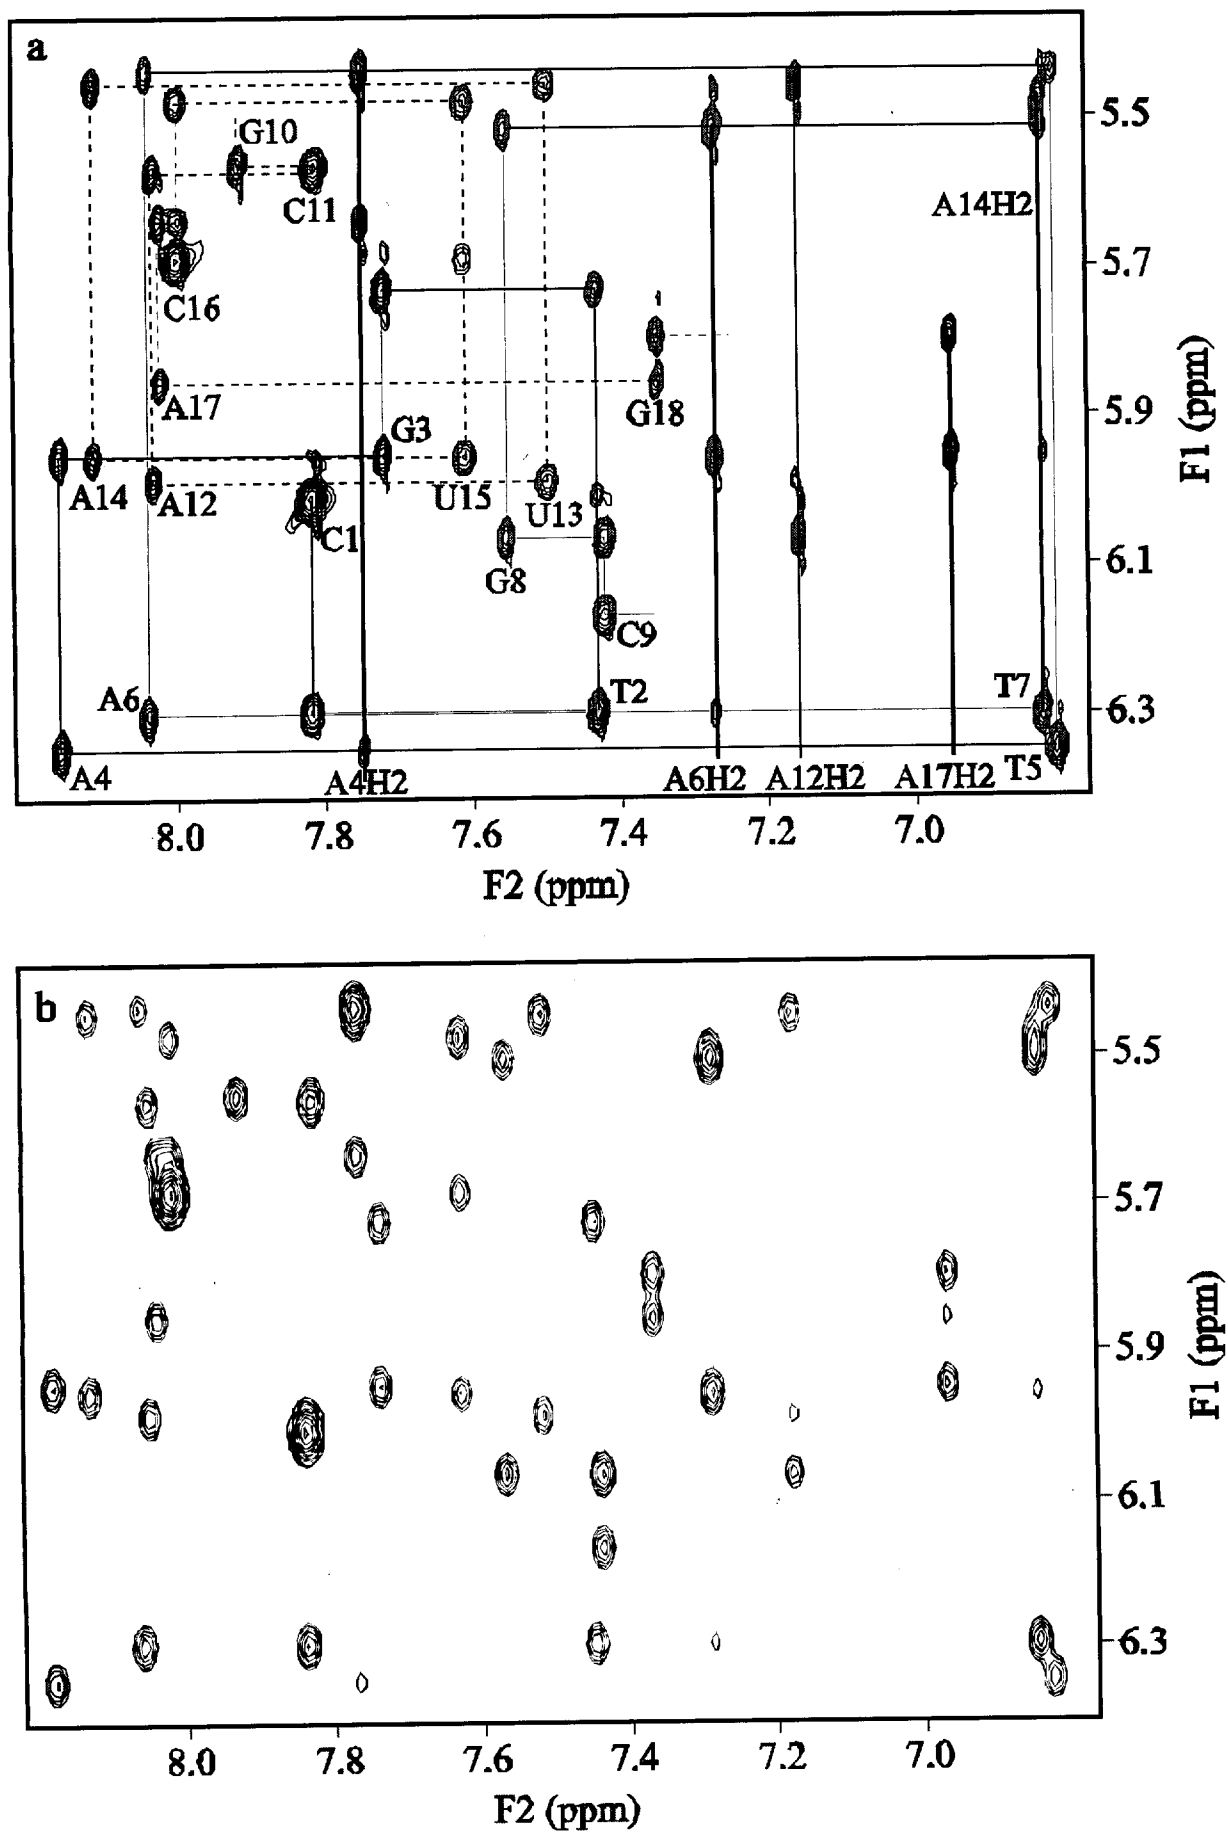 a
G10
5.5
C11
A14H2
5.7
C16
F1 (ppm)
A17
G18
5.9
G3
A14
A12
U15
U13
C1
6.1
G8
C9
A6
T2
T7
6.3
A4
A4H2
A6H2
A12H2
A17H2
T5
8.0 7.8 7.6 7.4 7.2 7.0
F2 (ppm)
b
5.5
5.7
F1 (ppm)
5.9
6.1
6.3
8.0 7.8 7.6 7.4 7.2 7.0
F2 (ppm)